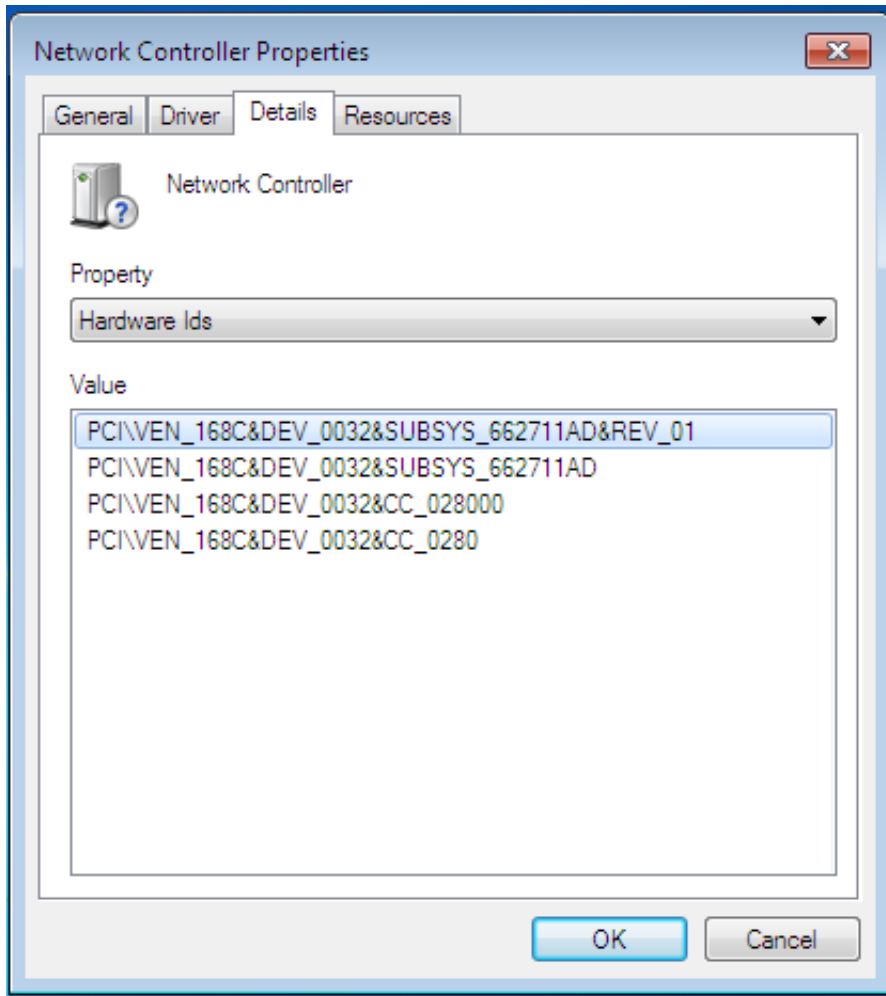 Network Controller Properties
General Driver Details Resources
Network Controller
?
Property
Hardware Ids
Value
PCI\VEN_168C&DEV_0032&SUBSYS_662711AD&REV_01
PCI\VEN_168C&DEV_0032&SUBSYS_662711AD
PCI\VEN_168C&DEV_0032&CC_028000
PCI\VEN_168C&DEV_0032&CC_0280
OK Cancel